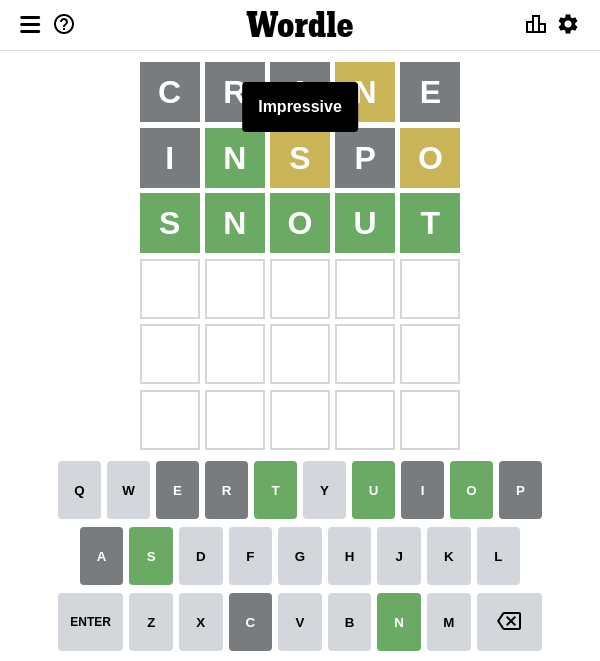 Wordle
C R N E
Impressive
I N S P O
S N O U T
Q W E R T Y U I O P
A S D F G H J K L
ENTER Z X C V B N M